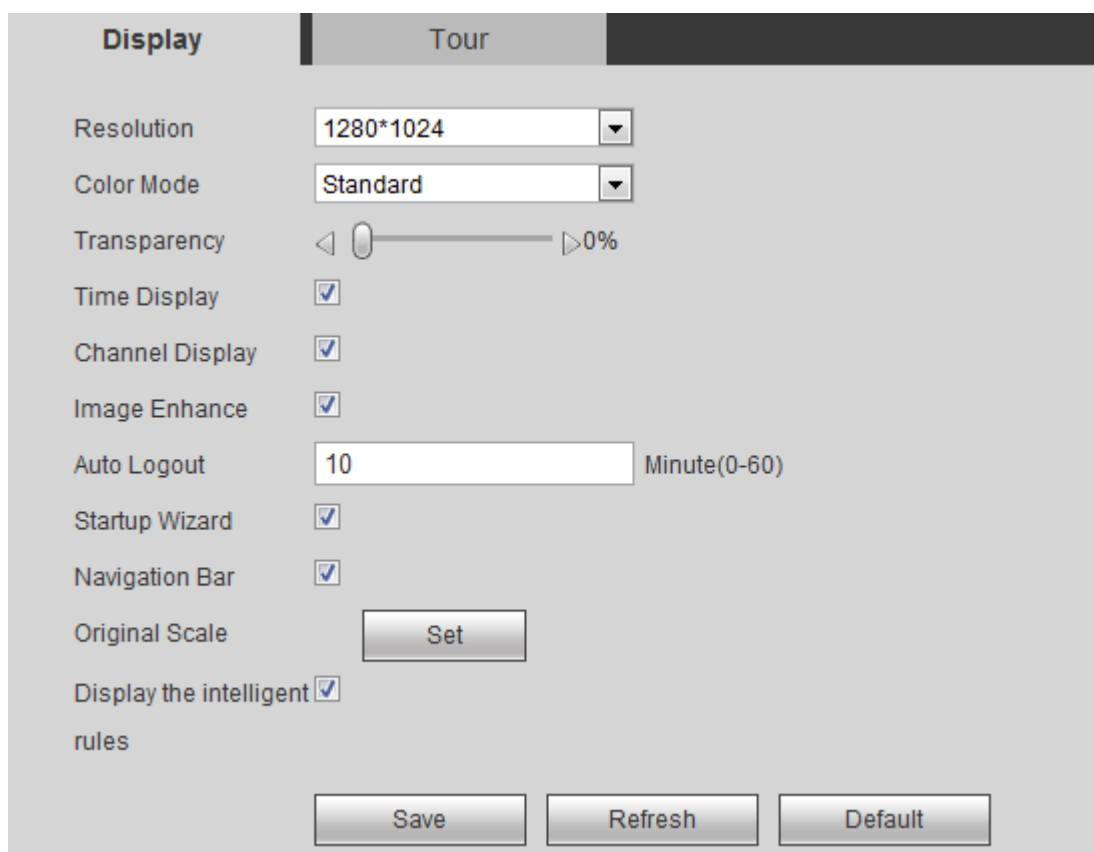 Display Tour
Resolution 1280*1024
Color Mode Standard
Transparency 0%
Time Display
Channel Display
Image Enhance
Auto Logout 10 Minute(0-60)
Startup Wizard
Navigation Bar
Original Scale Set
Display the intelligent
rules
Save Refresh Default